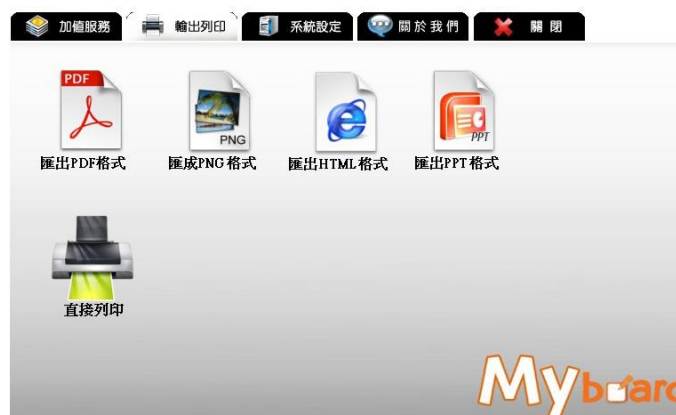 加值服務
輸出列印
系統設定
關於我們
關閉
PDF
PNG
PPT
匯出PDF格式
匯成PNG格式
匯出HTML格式
匯出PPT格式
直接列印
Myboard